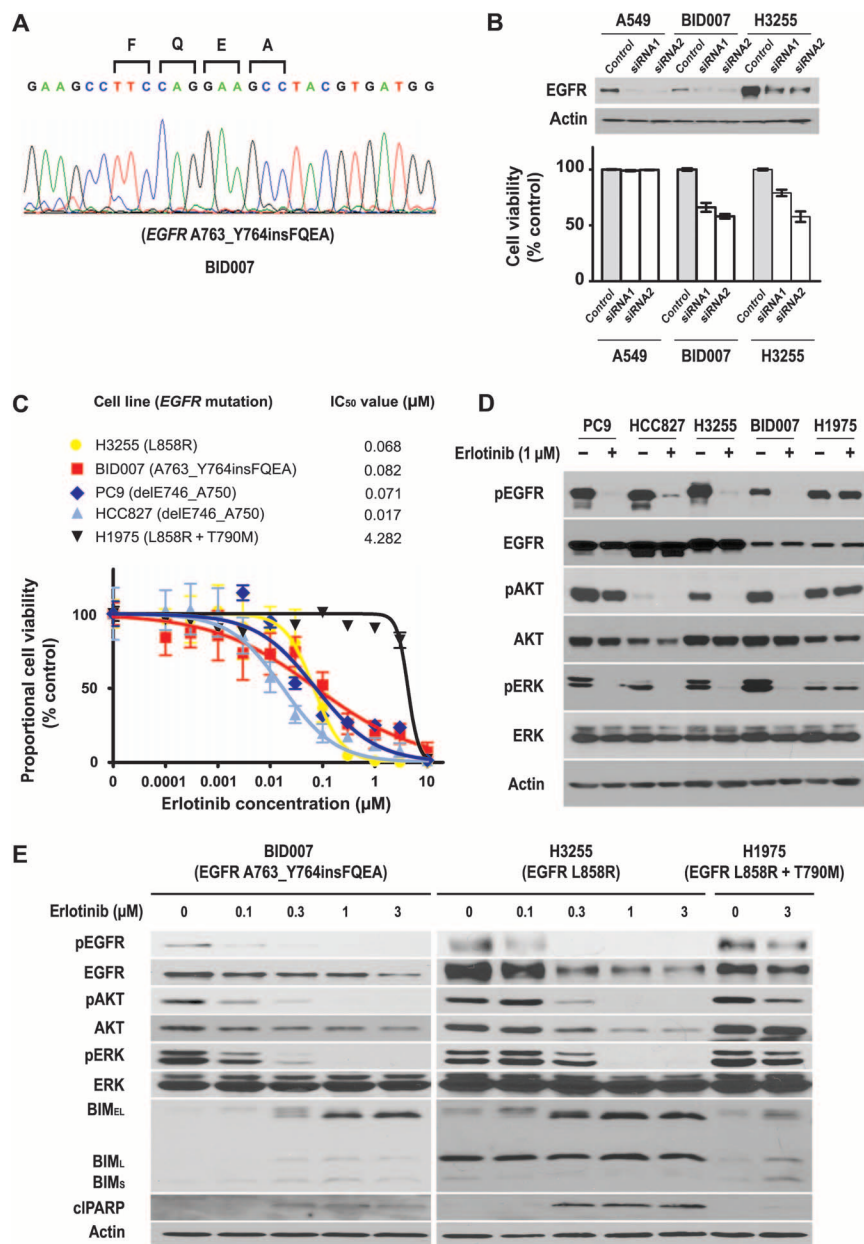 A
F Q E A
GAAGCCTTCCAGGAAGCCTACGTGATGG
(EGFR A763_Y764insFQEA)
BID007
B
A549 BID007 H3255
Control siRNA1 siRNA2 Control siRNA1 siRNA2 Control siRNA1 siRNA2
EGFR
Actin
Cell viability
(% control)
100
50
0
Control siRNA1 siRNA2 Control siRNA1 siRNA2 Control siRNA1 siRNA2
A549 BID007 H3255
C
Cell line (EGFR mutation) IC50 value (µM)
H3255 (L858R) 0.068
BID007 (A763_Y764insFQEA) 0.082
PC9 (delE746_A750) 0.071
HCC827 (delE746_A750) 0.017
H1975 (L858R + T790M) 4.282
Proportional cell viability
(% control)
100
50
0
0 0.0001 0.001 0.01 0.1 1 10
Erlotinib concentration (µM)
D
PC9 HCC827 H3255 BID007 H1975
Erlotinib (1 µM) – + – + – + – + – +
pEGFR
EGFR
pAKT
AKT
pERK
ERK
Actin
E
BID007 H3255 H1975
(EGFR A763_Y764insFQEA) (EGFR L858R) (EGFR L858R + T790M)
Erlotinib (µM) 0 0.1 0.3 1 3 0 0.1 0.3 1 3 0 3
pEGFR
EGFR
pAKT
AKT
pERK
ERK
BIMEL
BIML
BIMS
clPARP
Actin